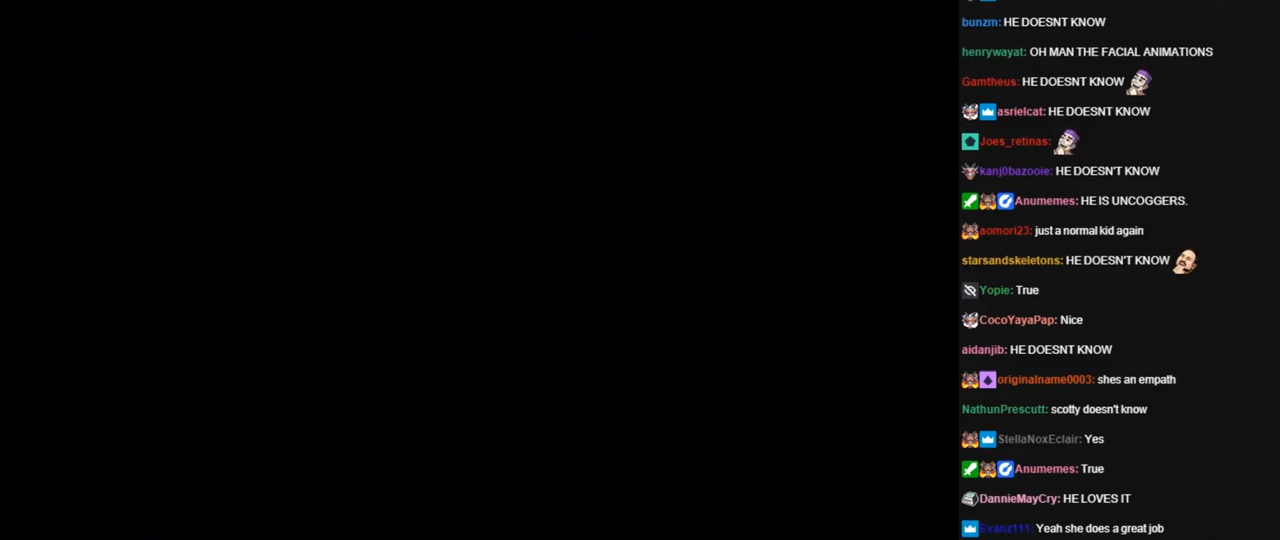 bunzm: HE DOESNT KNOW
henrywayat: OH MAN THE FACIAL ANIMATIONS
Gamtheus: HE DOESNT KNOW
asrielcat: HE DOESNT KNOW
Joes_retinas:
kanj0bazooie: HE DOESN'T KNOW
Anumemes: HE IS UNCOGGERS.
aomori23: just a normal kid again
starsandskeletons: HE DOESN'T KNOW
Yopie: True
CocoYayaPap: Nice
aidanjib: HE DOESNT KNOW
originalname0003: shes an empath
NathunPrescutt: scotty doesn't know
StellaNoxEclair: Yes
Anumemes: True
DannieMayCry: HE LOVES IT
Evanz111: Yeah she does a great job